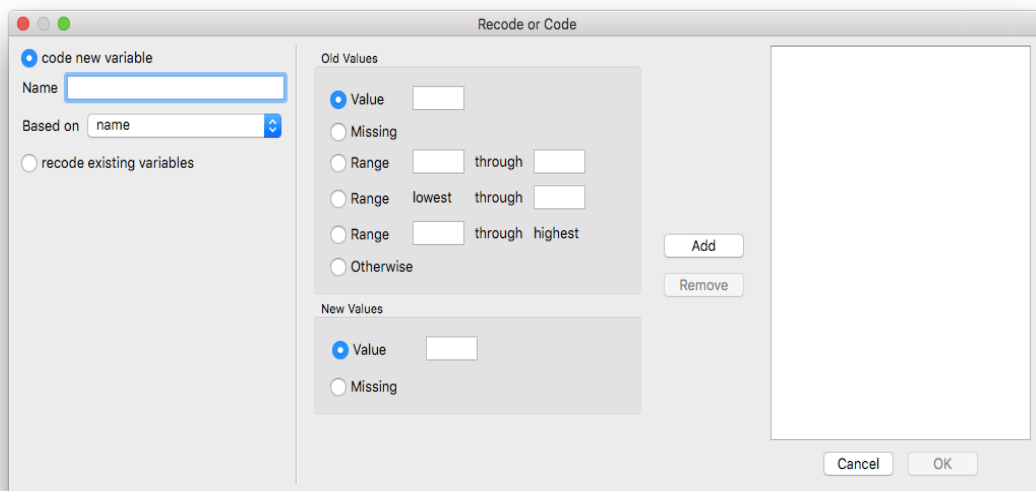 Recode or Code
code new variable
Name
Based on name
recode existing variables
Old Values
Value
Missing
Range through
Range lowest through
Range through highest
Otherwise
New Values
Value
Missing
Add
Remove
Cancel OK